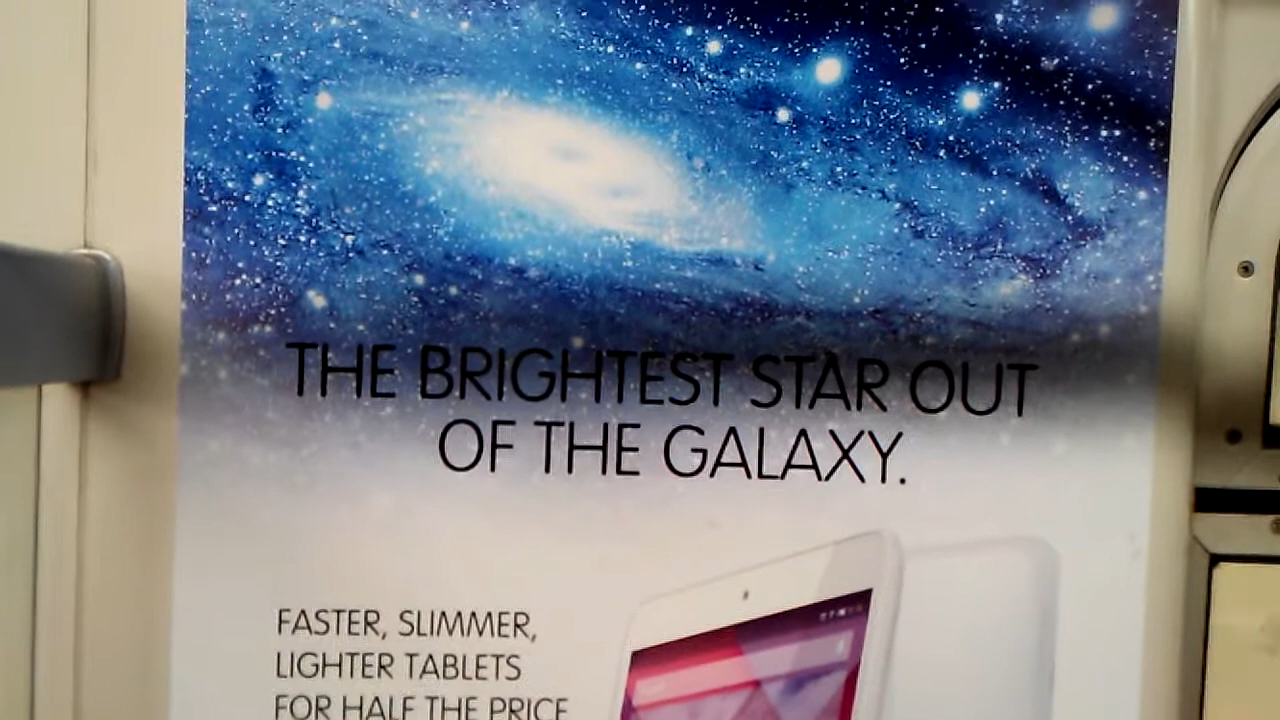 THE BRIGHTEST STAR OUT
OF THE GALAXY.
FASTER, SLIMMER,
LIGHTER TABLETS
FOR HALF THE PRICE